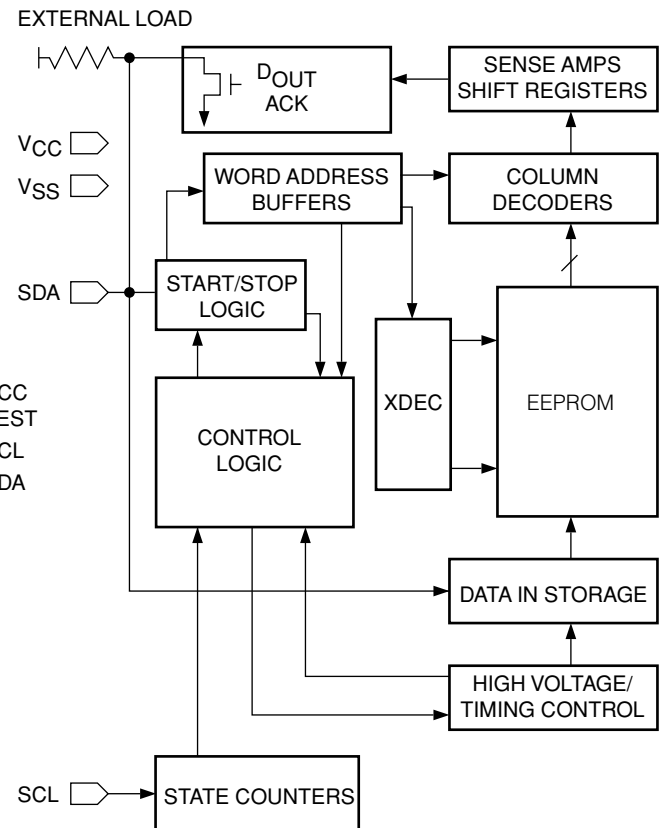 EXTERNAL LOAD
DOUT
ACK
SENSE AMPS
SHIFT REGISTERS
VCC
VSS
WORD ADDRESS
BUFFERS
COLUMN
DECODERS
SDA
START/STOP
LOGIC
XDEC
EEPROM
CC
EST
CL
DA
CONTROL
LOGIC
DATA IN STORAGE
HIGH VOLTAGE/
TIMING CONTROL
SCL
STATE COUNTERS